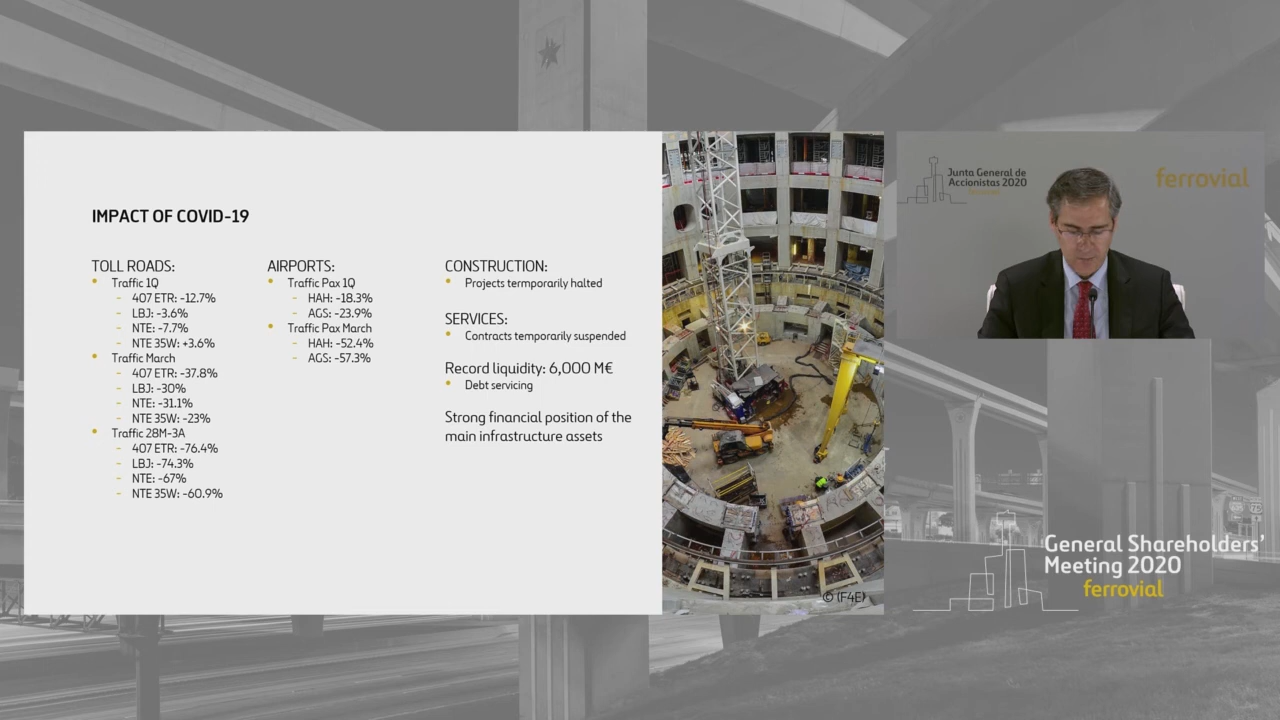 IMPACT OF COVID-19
TOLL ROADS:
• Traffic 1Q
- 407 ETR: -12.7%
- LBJ: -3.6%
- NTE: -7.7%
- NTE 35W: +3.6%
• Traffic March
- 407 ETR: -37.8%
- LBJ: -30%
- NTE: -31.1%
- NTE 35W: -23%
• Traffic 28M-3A
- 407 ETR: -76.4%
- LBJ: -74.3%
- NTE: -67%
- NTE 35W: -60.9%
AIRPORTS:
• Traffic Pax 1Q
- HAH: -18.3%
- AGS: -23.9%
• Traffic Pax March
- HAH: -52.4%
- AGS: -57.3%
CONSTRUCTION:
• Projects termporarily halted
SERVICES:
• Contracts temporarily suspended
Record liquidity: 6,000 M€
• Debt servicing
Strong financial position of the
main infrastructure assets
© (F4E)
Junta General de
Accionistas 2020
ferrovial
ferrovial
General Shareholders'
Meeting 2020
ferrovial